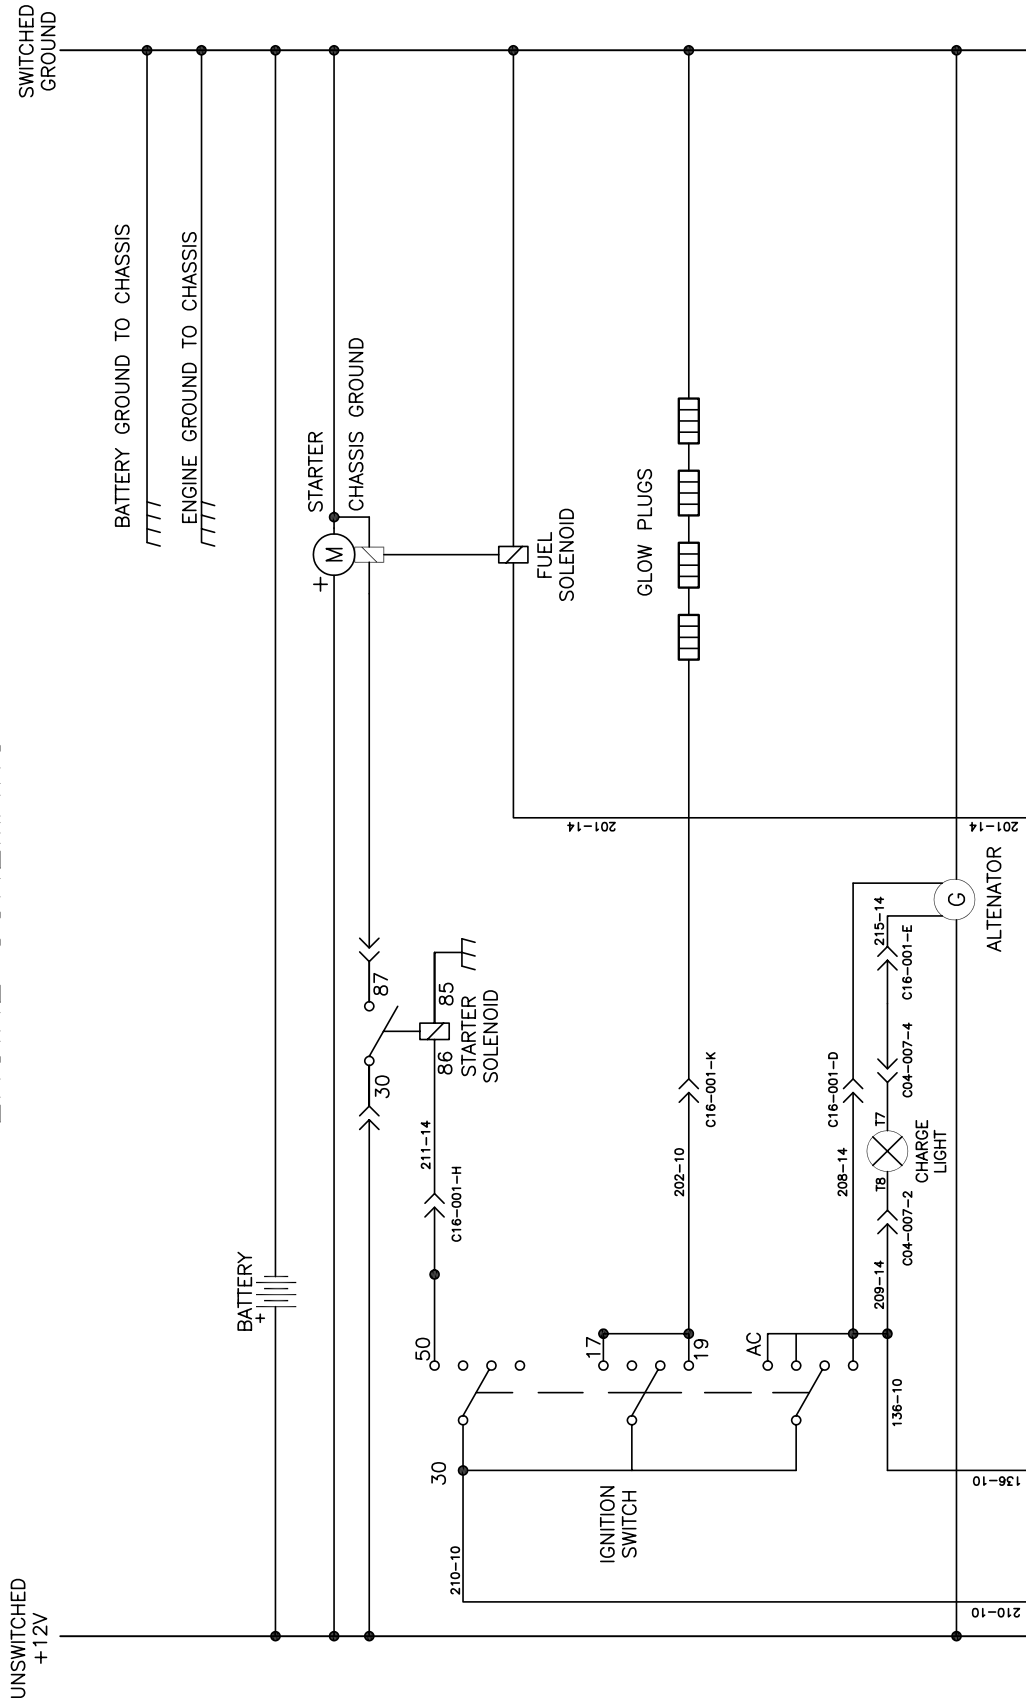 SWITCHED
GROUND
BATTERY GROUND TO CHASSIS
ENGINE GROUND TO CHASSIS
STARTER
CHASSIS GROUND
+
M
FUEL
SOLENOID
GLOW PLUGS
201-14
201-14
ALTENATOR
G
215-14
C16-001-E
87
30
85
86
STARTER
SOLENOID
211-14
C16-001-H
C16-001-K
202-10
C16-001-D
208-14
C04-007-4
T7
CHARGE
LIGHT
T8
C04-007-2
209-14
BATTERY
+
50
17
19
AC
136-10
136-10
30
IGNITION
SWITCH
210-10
210-10
UNSWITCHED
+12V